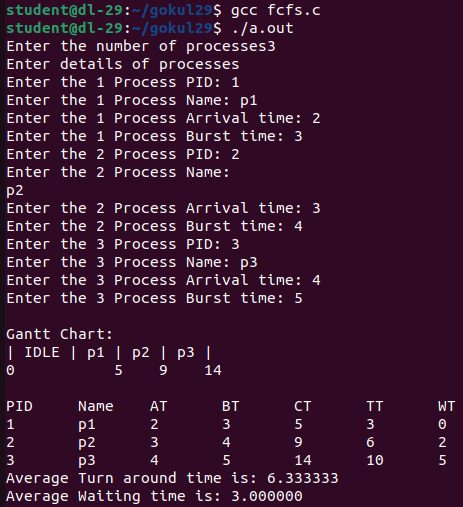 student@dl-29:~/gokul29$ gcc fcfs.c
student@dl-29:~/gokul29$ ./a.out
Enter the number of processes3
Enter details of processes
Enter the 1 Process PID: 1
Enter the 1 Process Name: p1
Enter the 1 Process Arrival time: 2
Enter the 1 Process Burst time: 3
Enter the 2 Process PID: 2
Enter the 2 Process Name:
p2
Enter the 2 Process Arrival time: 3
Enter the 2 Process Burst time: 4
Enter the 3 Process PID: 3
Enter the 3 Process Name: p3
Enter the 3 Process Arrival time: 4
Enter the 3 Process Burst time: 5

Gantt Chart:
| IDLE | p1 | p2 | p3 |
0            5    9    14

PID     Name    AT      BT      CT      TT      WT
1       p1      2       3       5       3       0
2       p2      3       4       9       6       2
3       p3      4       5       14      10      5
Average Turn around time is: 6.333333
Average Waiting time is: 3.000000